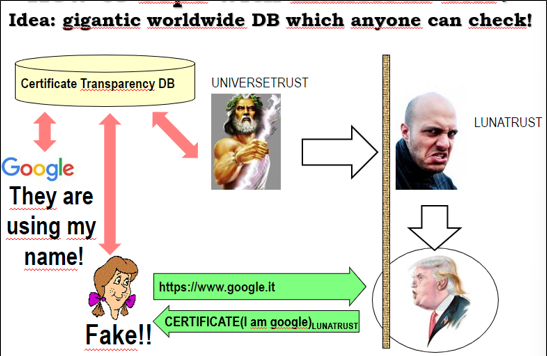 Idea: gigantic worldwide DB which anyone can check!
Certificate Transparency DB
UNIVERSETRUST
LUNATRUST
Google
They are
using my
name!
https://www.google.it
CERTIFICATE(I am google)LUNATRUST
Fake!!